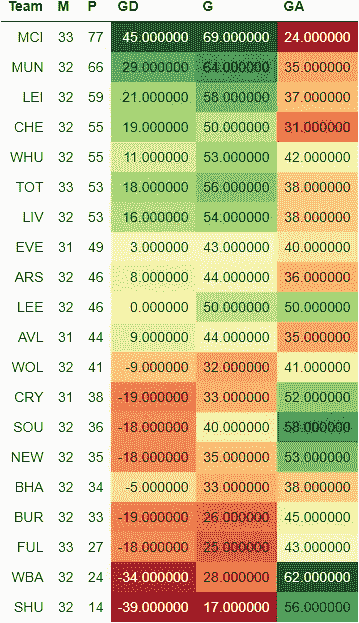 Team M P GD G GA
MCI 33 77 45.000000 69.000000 24.000000
MUN 32 66 29.000000 64.000000 35.000000
LEI 32 59 21.000000 58.000000 37.000000
CHE 32 55 19.000000 50.000000 31.000000
WHU 32 55 11.000000 53.000000 42.000000
TOT 33 53 18.000000 56.000000 38.000000
LIV 32 53 16.000000 54.000000 38.000000
EVE 31 49 3.000000 43.000000 40.000000
ARS 32 46 8.000000 44.000000 36.000000
LEE 32 46 0.000000 50.000000 50.000000
AVL 31 44 9.000000 44.000000 35.000000
WOL 32 41 -9.000000 32.000000 41.000000
CRY 31 38 -19.000000 33.000000 52.000000
SOU 32 36 -18.000000 40.000000 58.000000
NEW 32 35 -18.000000 35.000000 53.000000
BHA 32 34 -5.000000 33.000000 38.000000
BUR 32 33 -19.000000 26.000000 45.000000
FUL 33 27 -18.000000 25.000000 43.000000
WBA 32 24 -34.000000 28.000000 62.000000
SHU 32 14 -39.000000 17.000000 56.000000